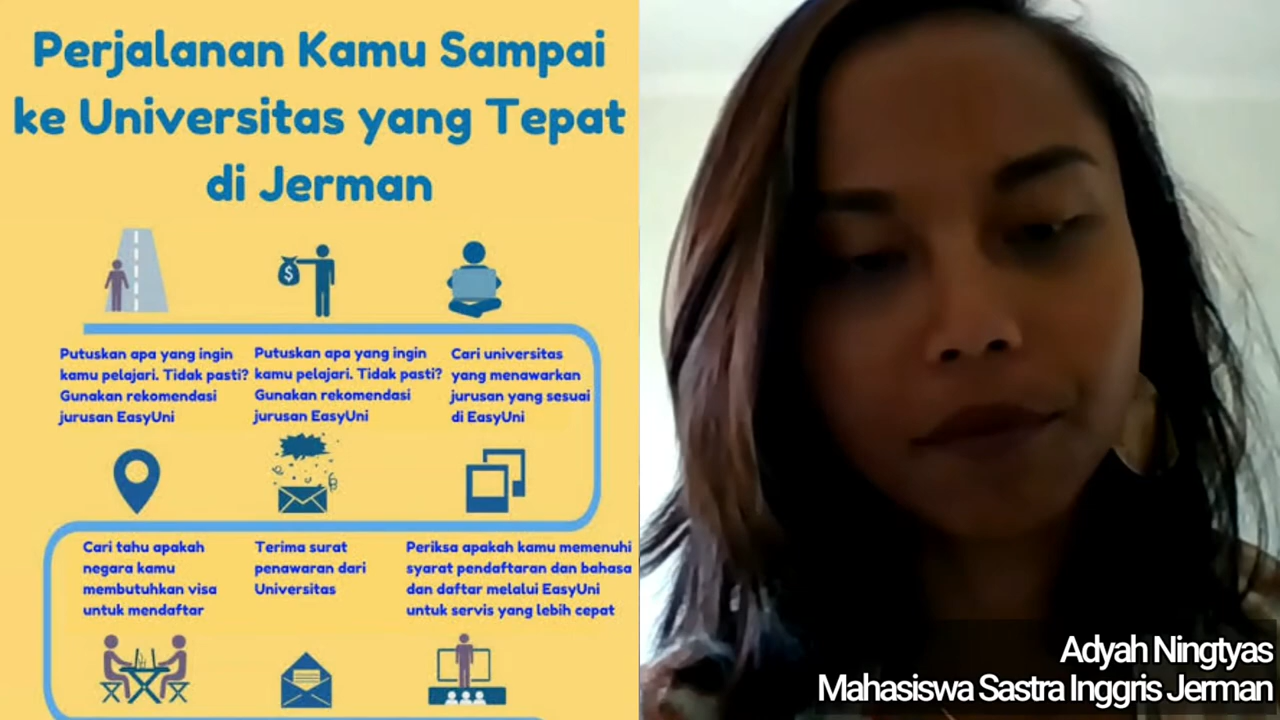 Perjalanan Kamu Sampai
ke Universitas yang Tepat
di Jerman
$
Putuskan apa yang ingin
kamu pelajari. Tidak pasti?
Gunakan rekomendasi
jurusan EasyUni
Putuskan apa yang ingin
kamu pelajari. Tidak pasti?
Gunakan rekomendasi
jurusan EasyUni
Cari universitas
yang menawarkan
jurusan yang sesuai
di EasyUni
Cari tahu apakah
negara kamu
membutuhkan visa
untuk mendaftar
Terima surat
penawaran dari
Universitas
Periksa apakah kamu memenuhi
syarat pendaftaran dan bahasa
dan daftar melalui EasyUni
untuk servis yang lebih cepat
Adyah Ningtyas
Mahasiswa Sastra Inggris Jerman